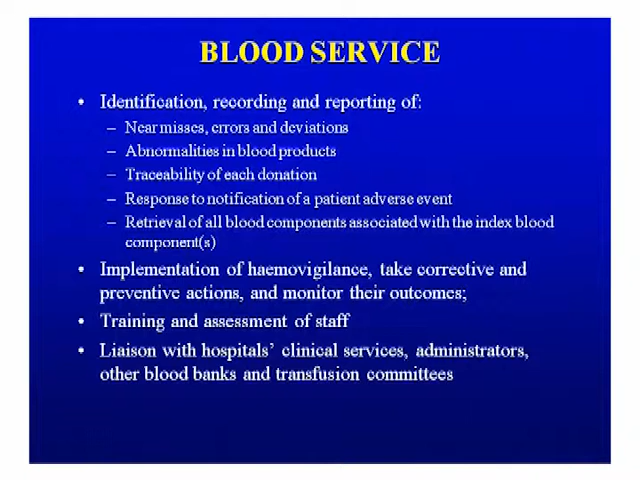 BLOOD SERVICE
• Identification, recording and reporting of:
– Near misses, errors and deviations
– Abnormalities in blood products
– Traceability of each donation
– Response to notification of a patient adverse event
– Retrieval of all blood components associated with the index blood
component(s)
• Implementation of haemovigilance, take corrective and
preventive actions, and monitor their outcomes;
• Training and assessment of staff
• Liaison with hospitals’ clinical services, administrators,
other blood banks and transfusion committees